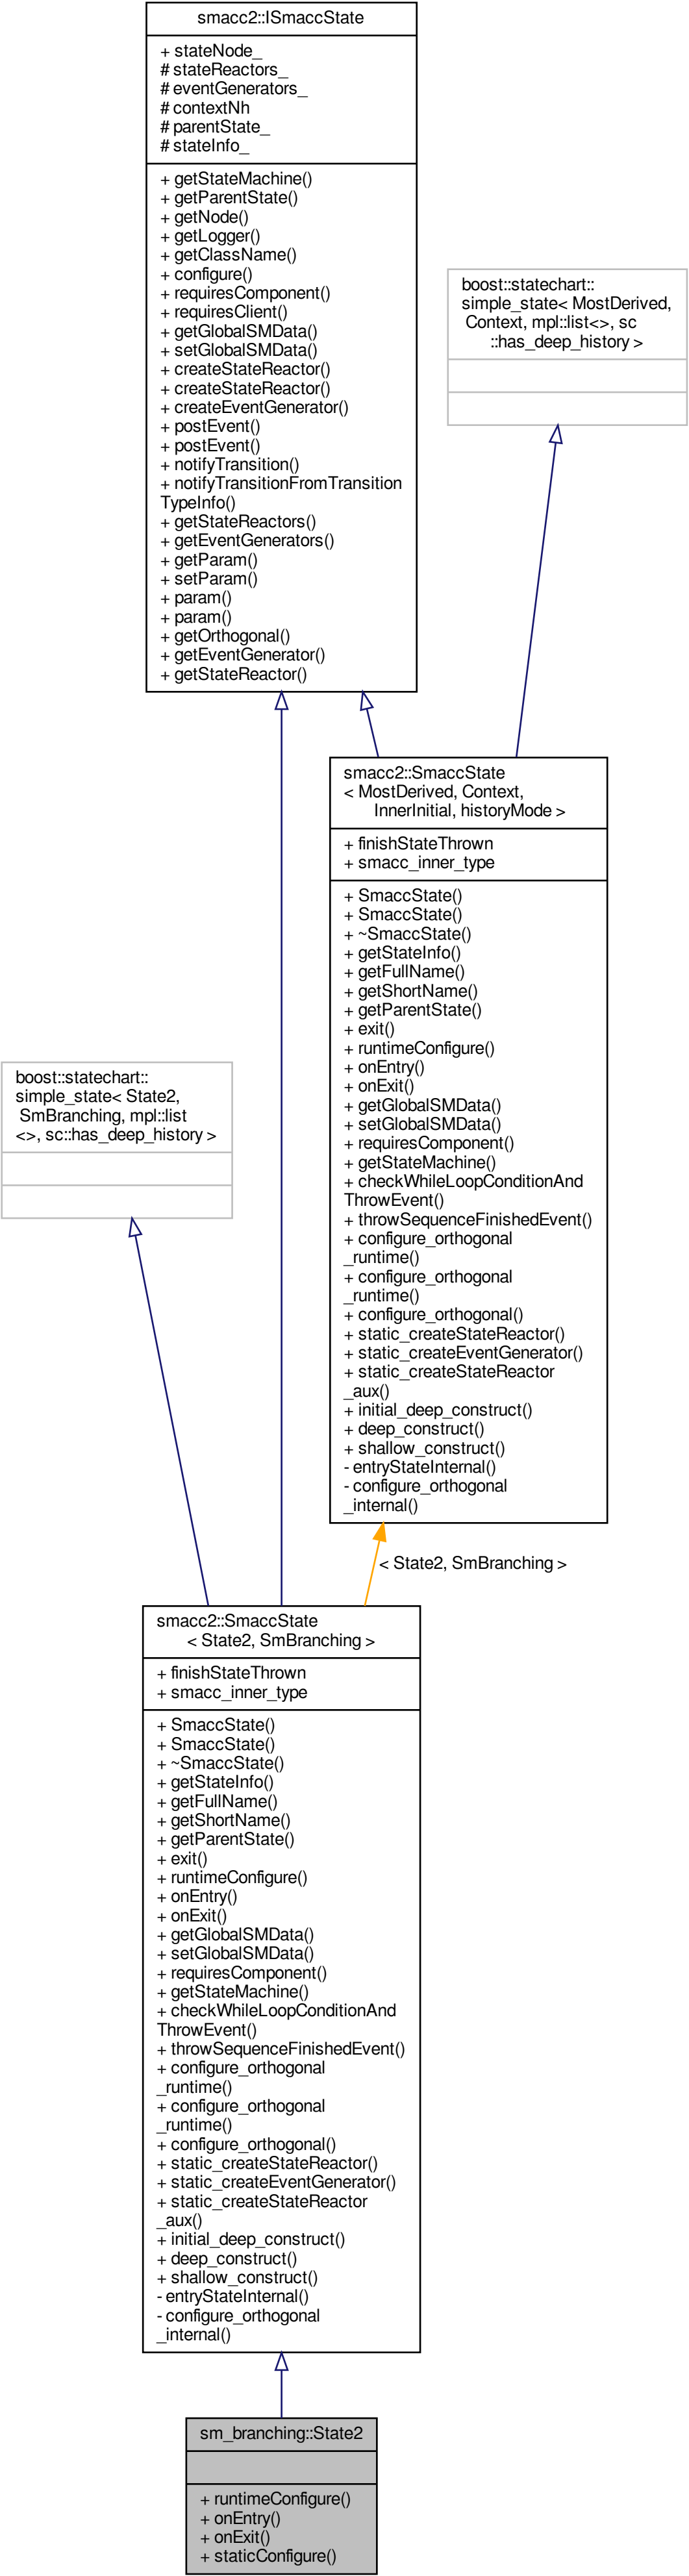 smacc2::ISmaccState
+ stateNode_
# stateReactors_
# eventGenerators_
# contextNh
# parentState_
# stateInfo_
+ getStateMachine()
+ getParentState()
+ getNode()
+ getLogger()
+ getClassName()
+ configure()
+ requiresComponent()
+ requiresClient()
+ getGlobalSMData()
+ setGlobalSMData()
+ createStateReactor()
+ createStateReactor()
+ createEventGenerator()
+ postEvent()
+ postEvent()
+ notifyTransition()
+ notifyTransitionFromTransition
TypeInfo()
+ getStateReactors()
+ getEventGenerators()
+ getParam()
+ setParam()
+ param()
+ param()
+ getOrthogonal()
+ getEventGenerator()
+ getStateReactor()
boost::statechart::
simple_state< MostDerived,
Context, mpl::list<>, sc
::has_deep_history >
smacc2::SmaccState
< MostDerived, Context,
InnerInitial, historyMode >
+ finishStateThrown
+ smacc_inner_type
+ SmaccState()
+ SmaccState()
+ ~SmaccState()
+ getStateInfo()
+ getFullName()
+ getShortName()
+ getParentState()
+ exit()
+ runtimeConfigure()
+ onEntry()
+ onExit()
+ getGlobalSMData()
+ setGlobalSMData()
+ requiresComponent()
+ getStateMachine()
+ checkWhileLoopConditionAnd
ThrowEvent()
+ throwSequenceFinishedEvent()
+ configure_orthogonal
_runtime()
+ configure_orthogonal
_runtime()
+ configure_orthogonal()
+ static_createStateReactor()
+ static_createEventGenerator()
+ static_createStateReactor
_aux()
+ initial_deep_construct()
+ deep_construct()
+ shallow_construct()
- entryStateInternal()
- configure_orthogonal
_internal()
boost::statechart::
simple_state< State2,
SmBranching, mpl::list
<>, sc::has_deep_history >
< State2, SmBranching >
smacc2::SmaccState
< State2, SmBranching >
+ finishStateThrown
+ smacc_inner_type
+ SmaccState()
+ SmaccState()
+ ~SmaccState()
+ getStateInfo()
+ getFullName()
+ getShortName()
+ getParentState()
+ exit()
+ runtimeConfigure()
+ onEntry()
+ onExit()
+ getGlobalSMData()
+ setGlobalSMData()
+ requiresComponent()
+ getStateMachine()
+ checkWhileLoopConditionAnd
ThrowEvent()
+ throwSequenceFinishedEvent()
+ configure_orthogonal
_runtime()
+ configure_orthogonal
_runtime()
+ configure_orthogonal()
+ static_createStateReactor()
+ static_createEventGenerator()
+ static_createStateReactor
_aux()
+ initial_deep_construct()
+ deep_construct()
+ shallow_construct()
- entryStateInternal()
- configure_orthogonal
_internal()
sm_branching::State2
+ runtimeConfigure()
+ onEntry()
+ onExit()
+ staticConfigure()